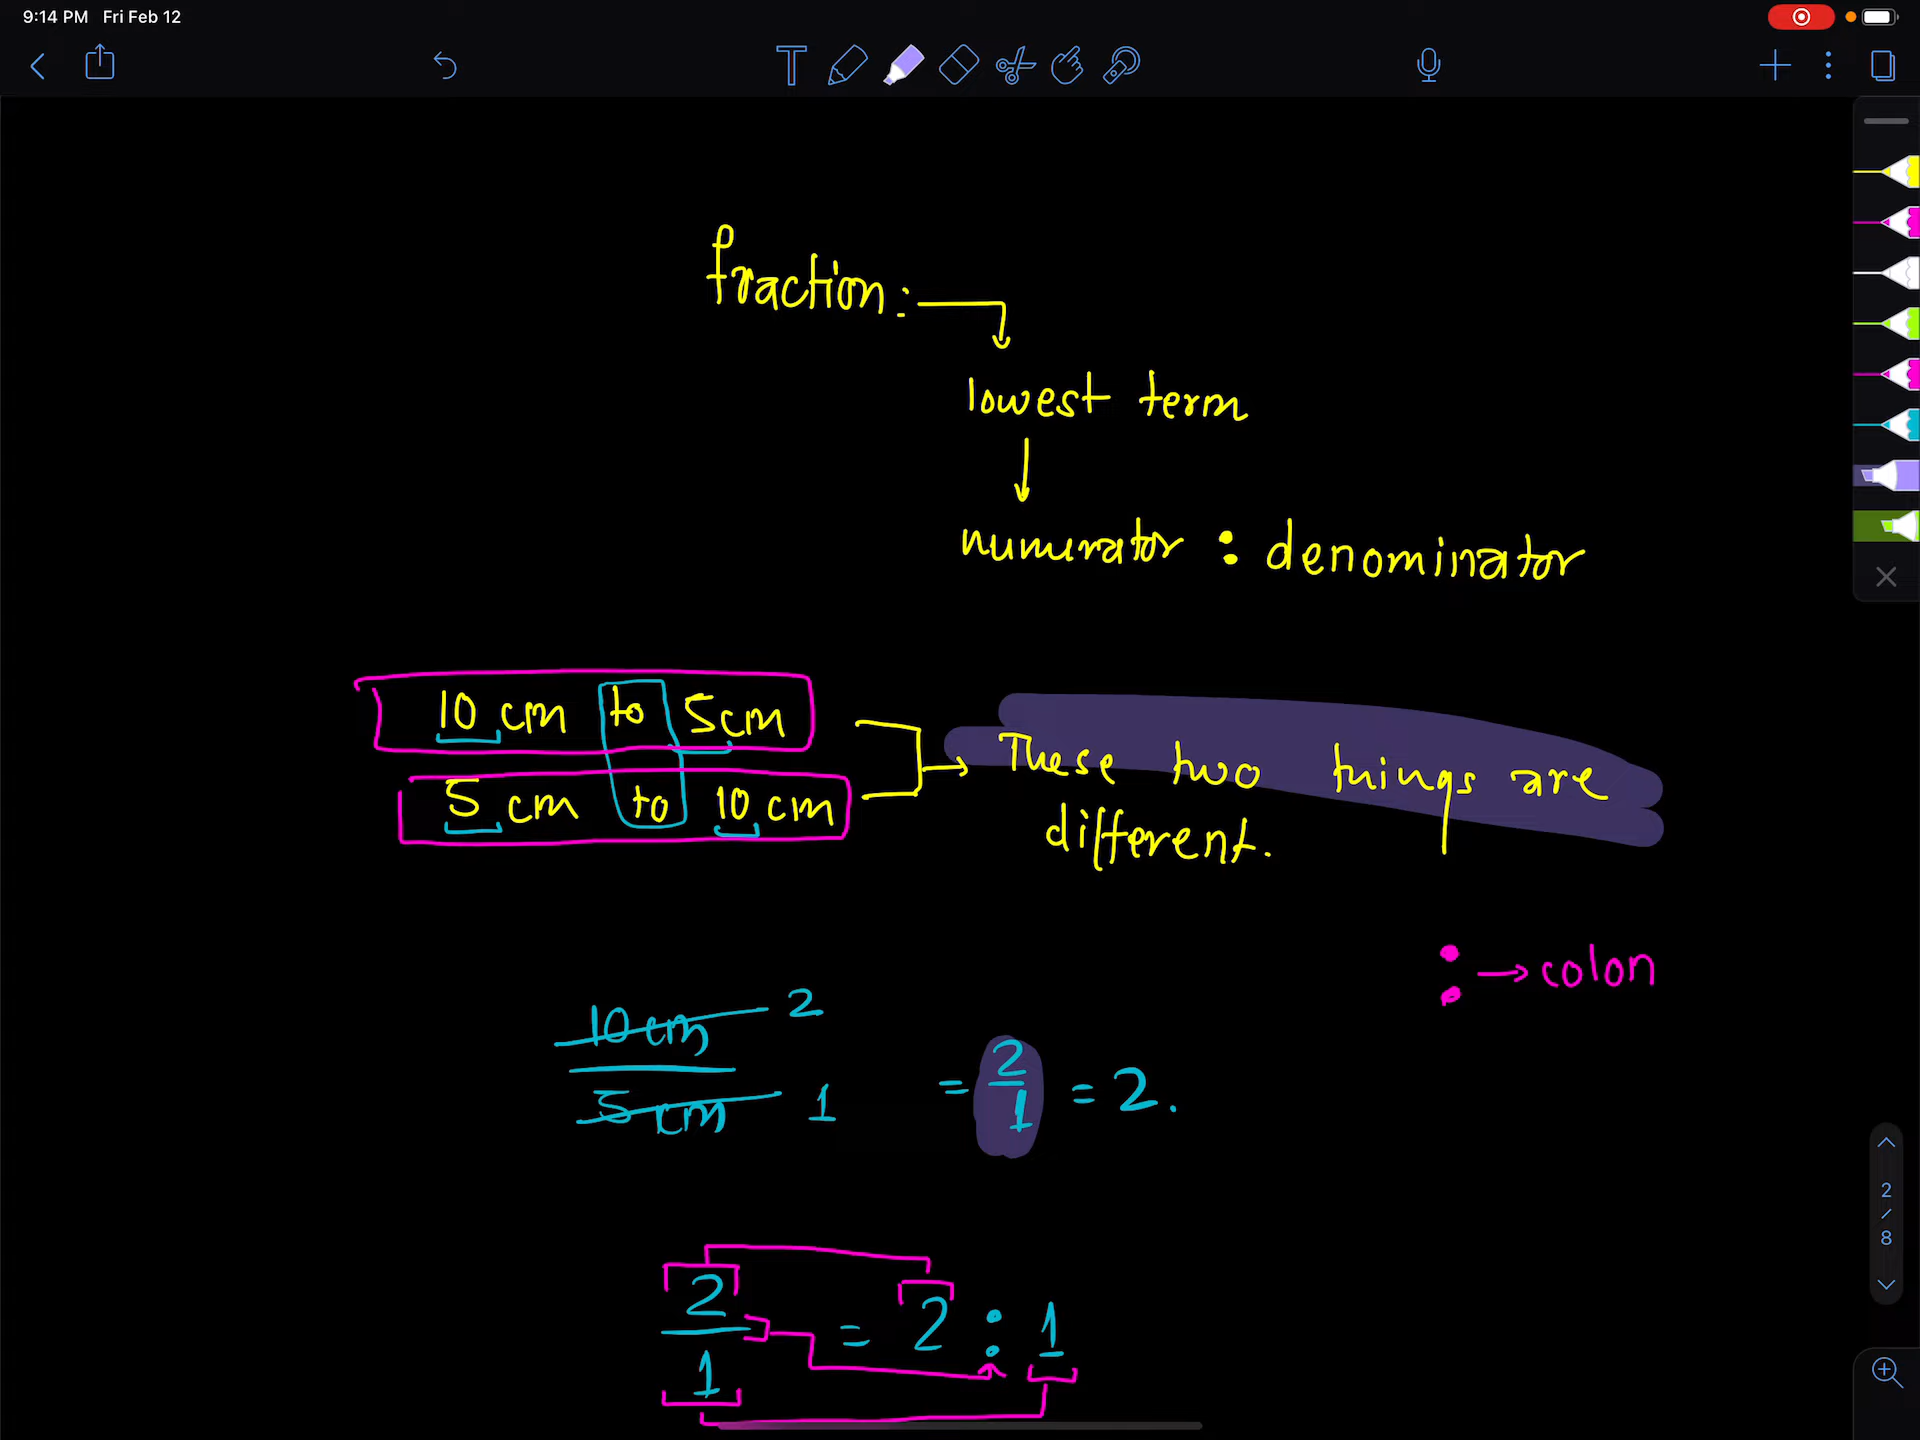 9:14 PM Fri Feb 12
T
fraction:
lowest term
numerator : denominator
10 cm to 5 cm
5 cm to 10 cm
These two things are
different.
: → colon
10 cm 2
5 cm 1
= 2/1 = 2.
2/1 = 2 : 1
2
/
8